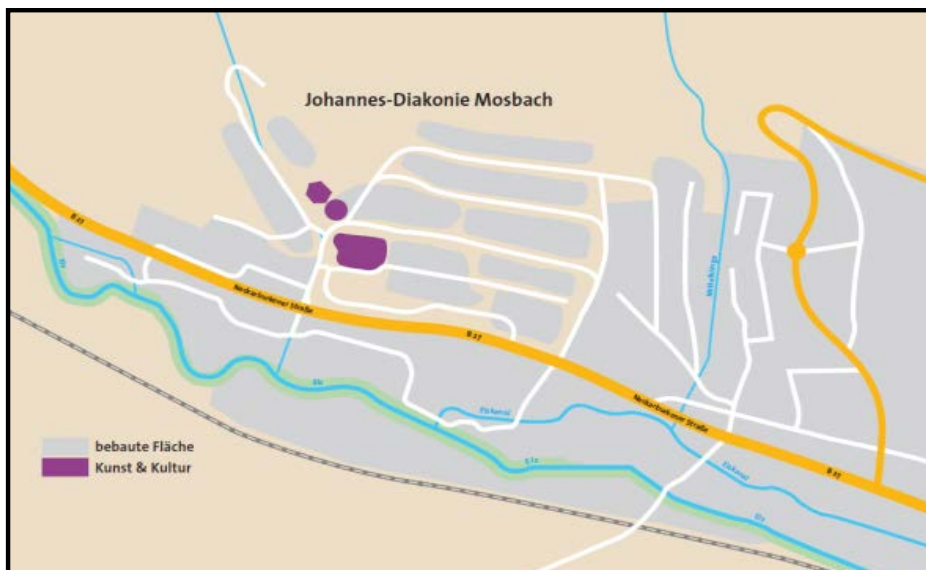 Johannes-Diakonie Mosbach
B 27
Elz
Neckarburkener Straße
B 27
Elz
Elzkanal
Neckarburkener Straße
Elz
Elzkanal
B 27
Elz
bebaute Fläche
Kunst & Kultur